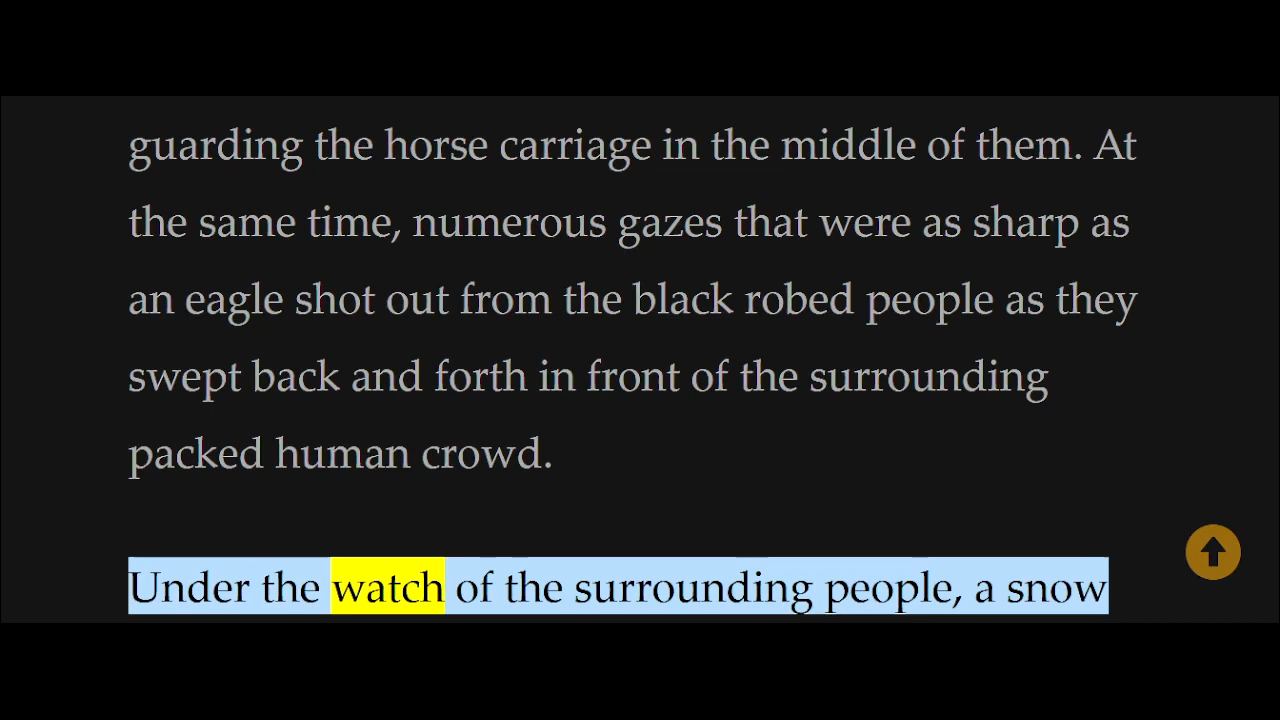 guarding the horse carriage in the middle of them. At
the same time, numerous gazes that were as sharp as
an eagle shot out from the black robed people as they
swept back and forth in front of the surrounding
packed human crowd.
Under the watch of the surrounding people, a snow